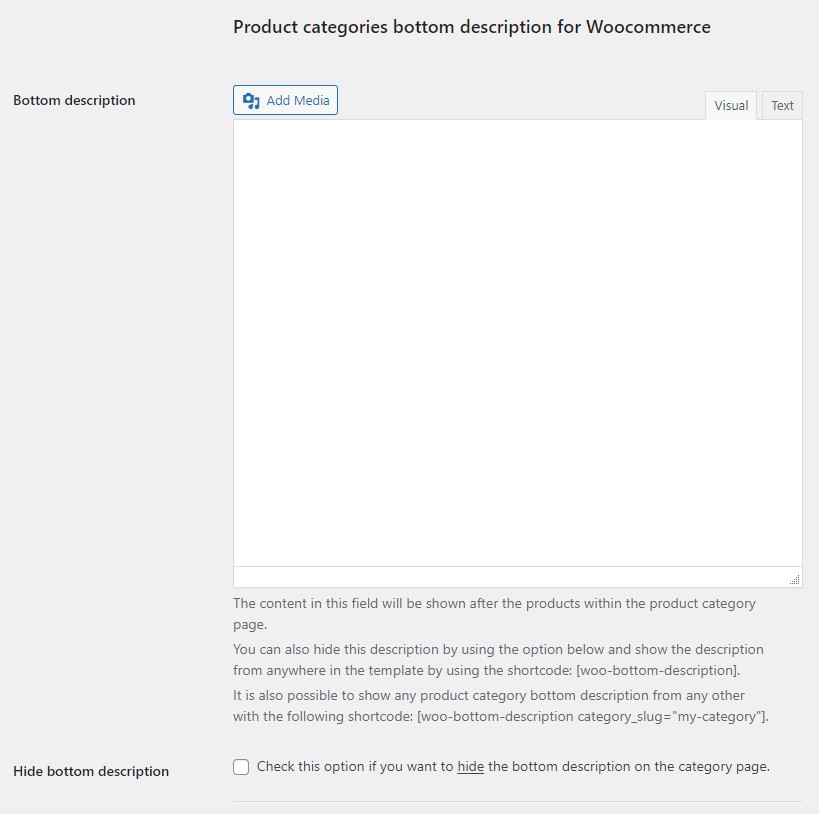 Product categories bottom description for Woocommerce
Bottom description
Add Media
Visual
Text
The content in this field will be shown after the products within the product category
page.
You can also hide this description by using the option below and show the description
from anywhere in the template by using the shortcode: [woo-bottom-description].
It is also possible to show any product category bottom description from any other
with the following shortcode: [woo-bottom-description category_slug="my-category"].
Hide bottom description
Check this option if you want to hide the bottom description on the category page.